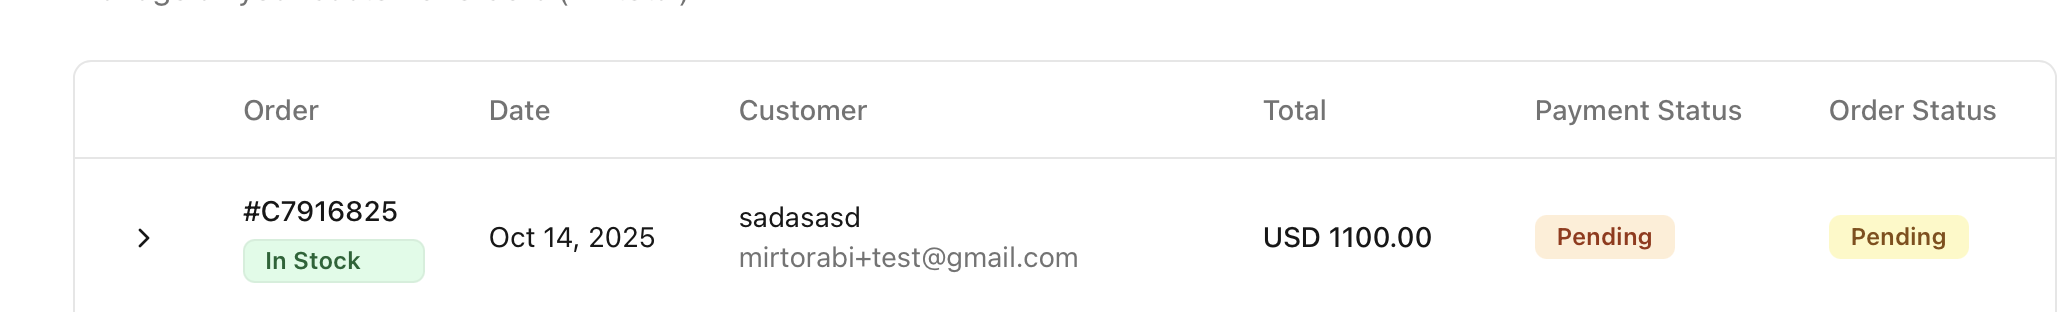 Order Date Customer Total Payment Status Order Status
#C7916825
In Stock
Oct 14, 2025
sadasasd
mirtorabi+test@gmail.com
USD 1100.00
Pending
Pending